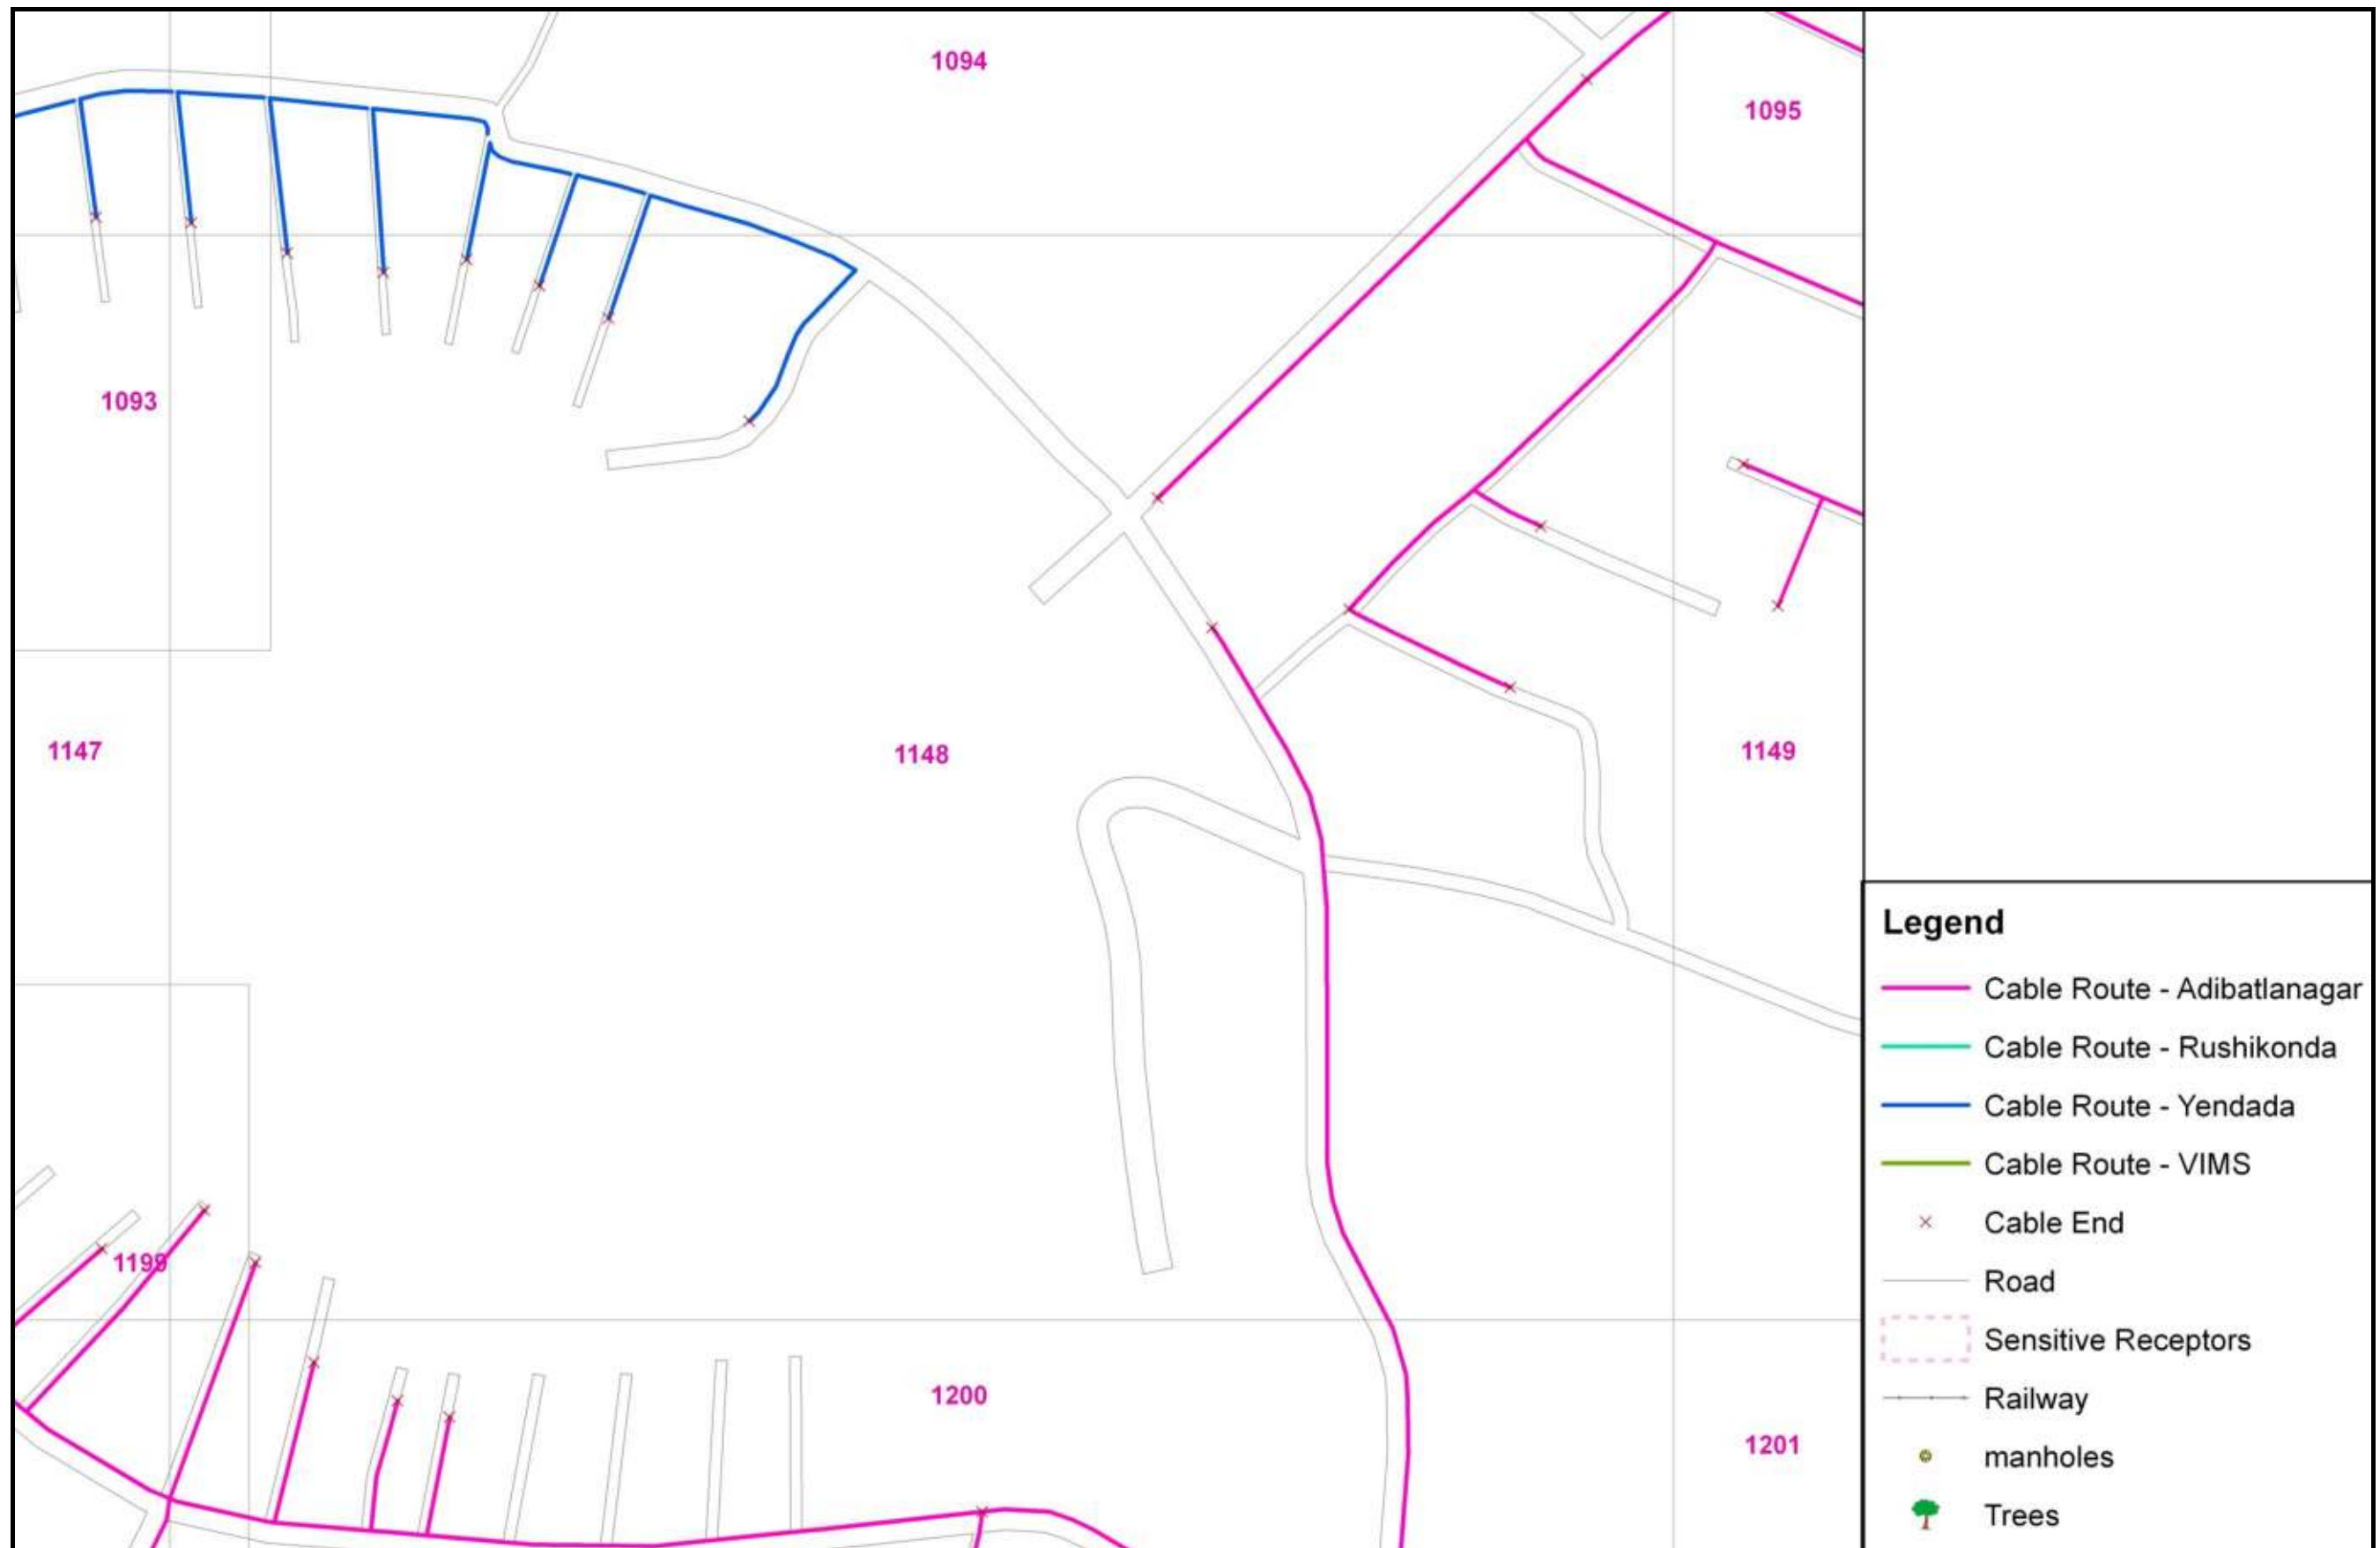 1094
1095
1093
1147
1148
1149
1199
1200
1201
Legend
Cable Route - Adibatlanagar
Cable Route - Rushikonda
Cable Route - Yendada
Cable Route - VIMS
Cable End
Road
Sensitive Receptors
Railway
manholes
Trees